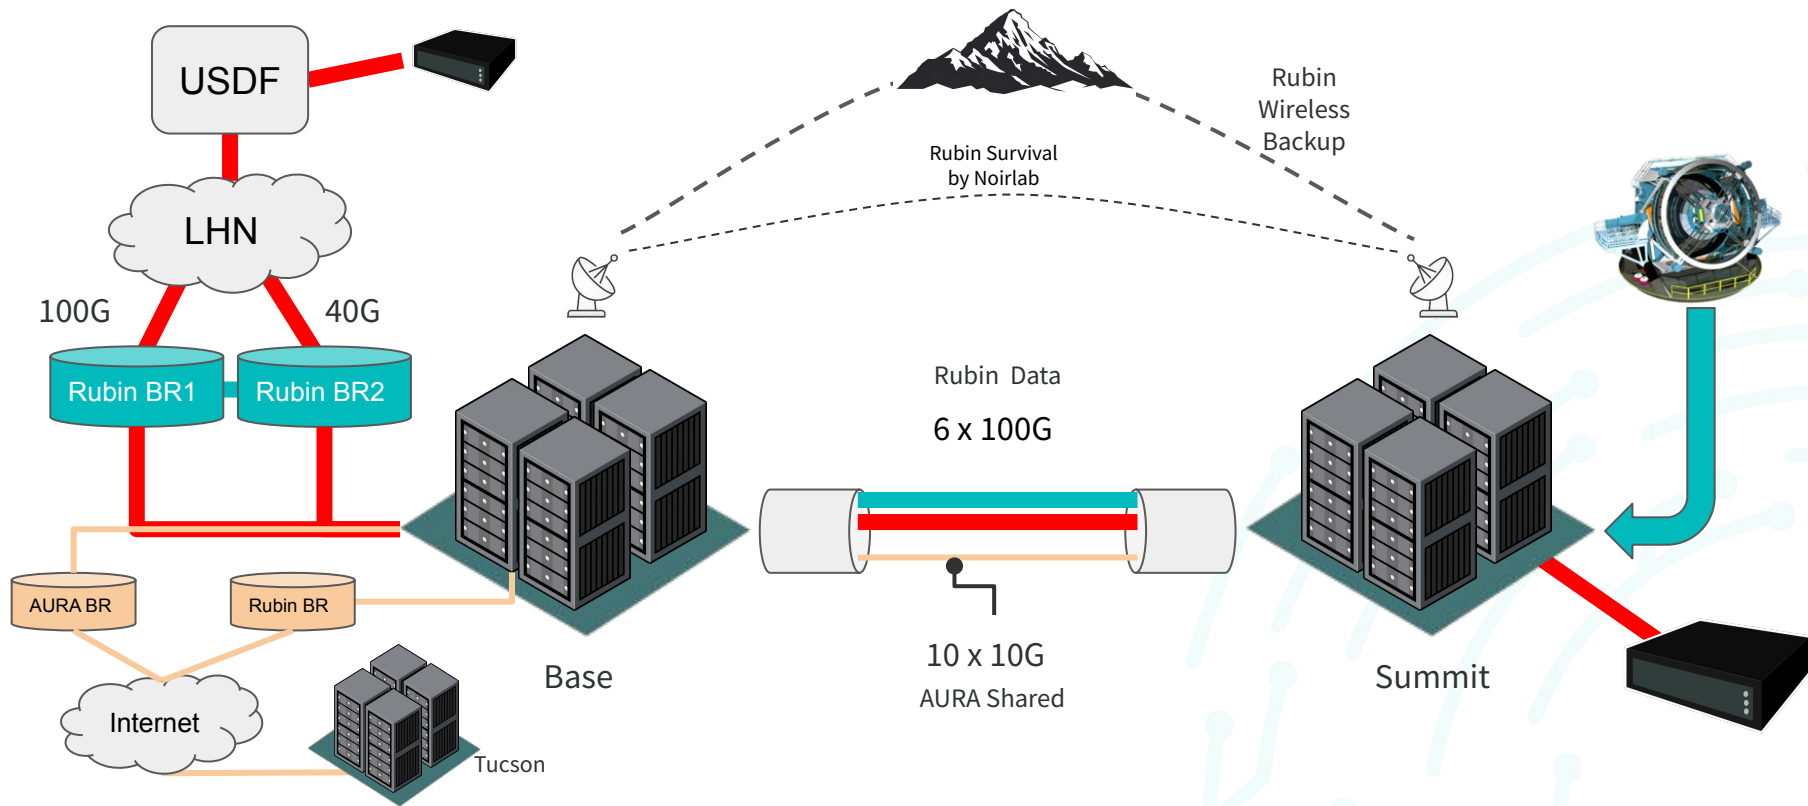 USDF
LHN
100G
40G
Rubin BR1
Rubin BR2
AURA BR
Rubin BR
Internet
Tucson
Base
Rubin Survival
by Noirlab
Rubin
Wireless
Backup
Rubin Data
6 x 100G
10 x 10G
AURA Shared
Summit